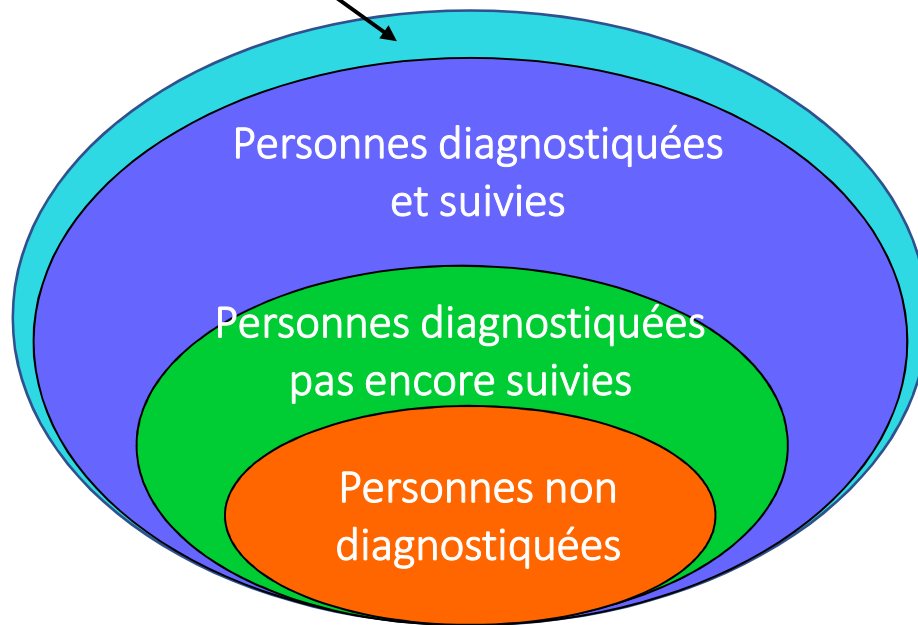 Personnes diagnostiquées
et suivies
Personnes diagnostiquées
pas encore suivies
Personnes non
diagnostiquées